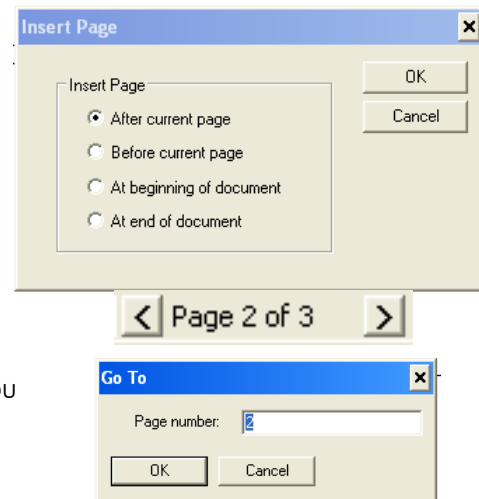 Insert Page
Insert Page
OK
After current page
Cancel
Before current page
At beginning of document
At end of document
< Page 2 of 3 >
Go To
Page number: 2
OK Cancel